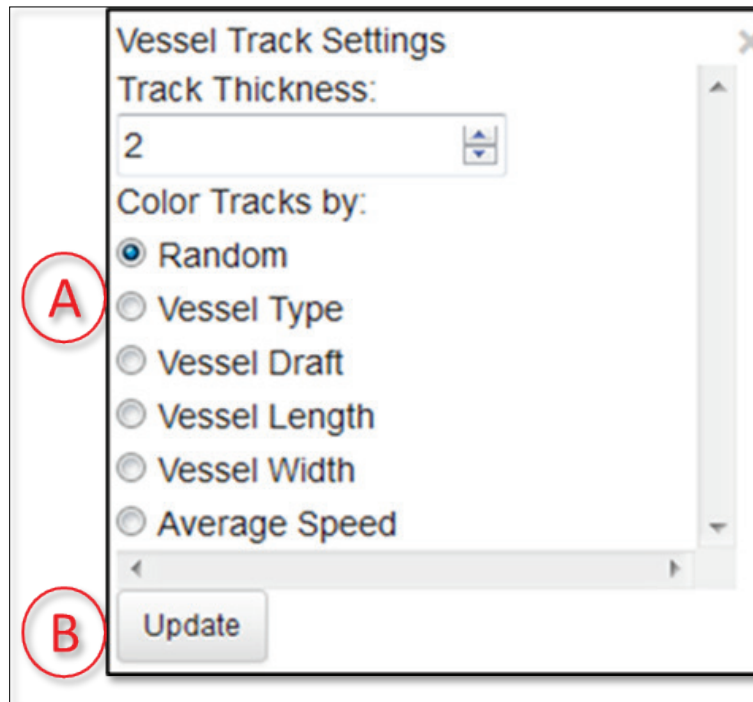 Vessel Track Settings
Track Thickness:
2
Color Tracks by:
Random
A
Vessel Type
Vessel Draft
Vessel Length
Vessel Width
Average Speed
B
Update